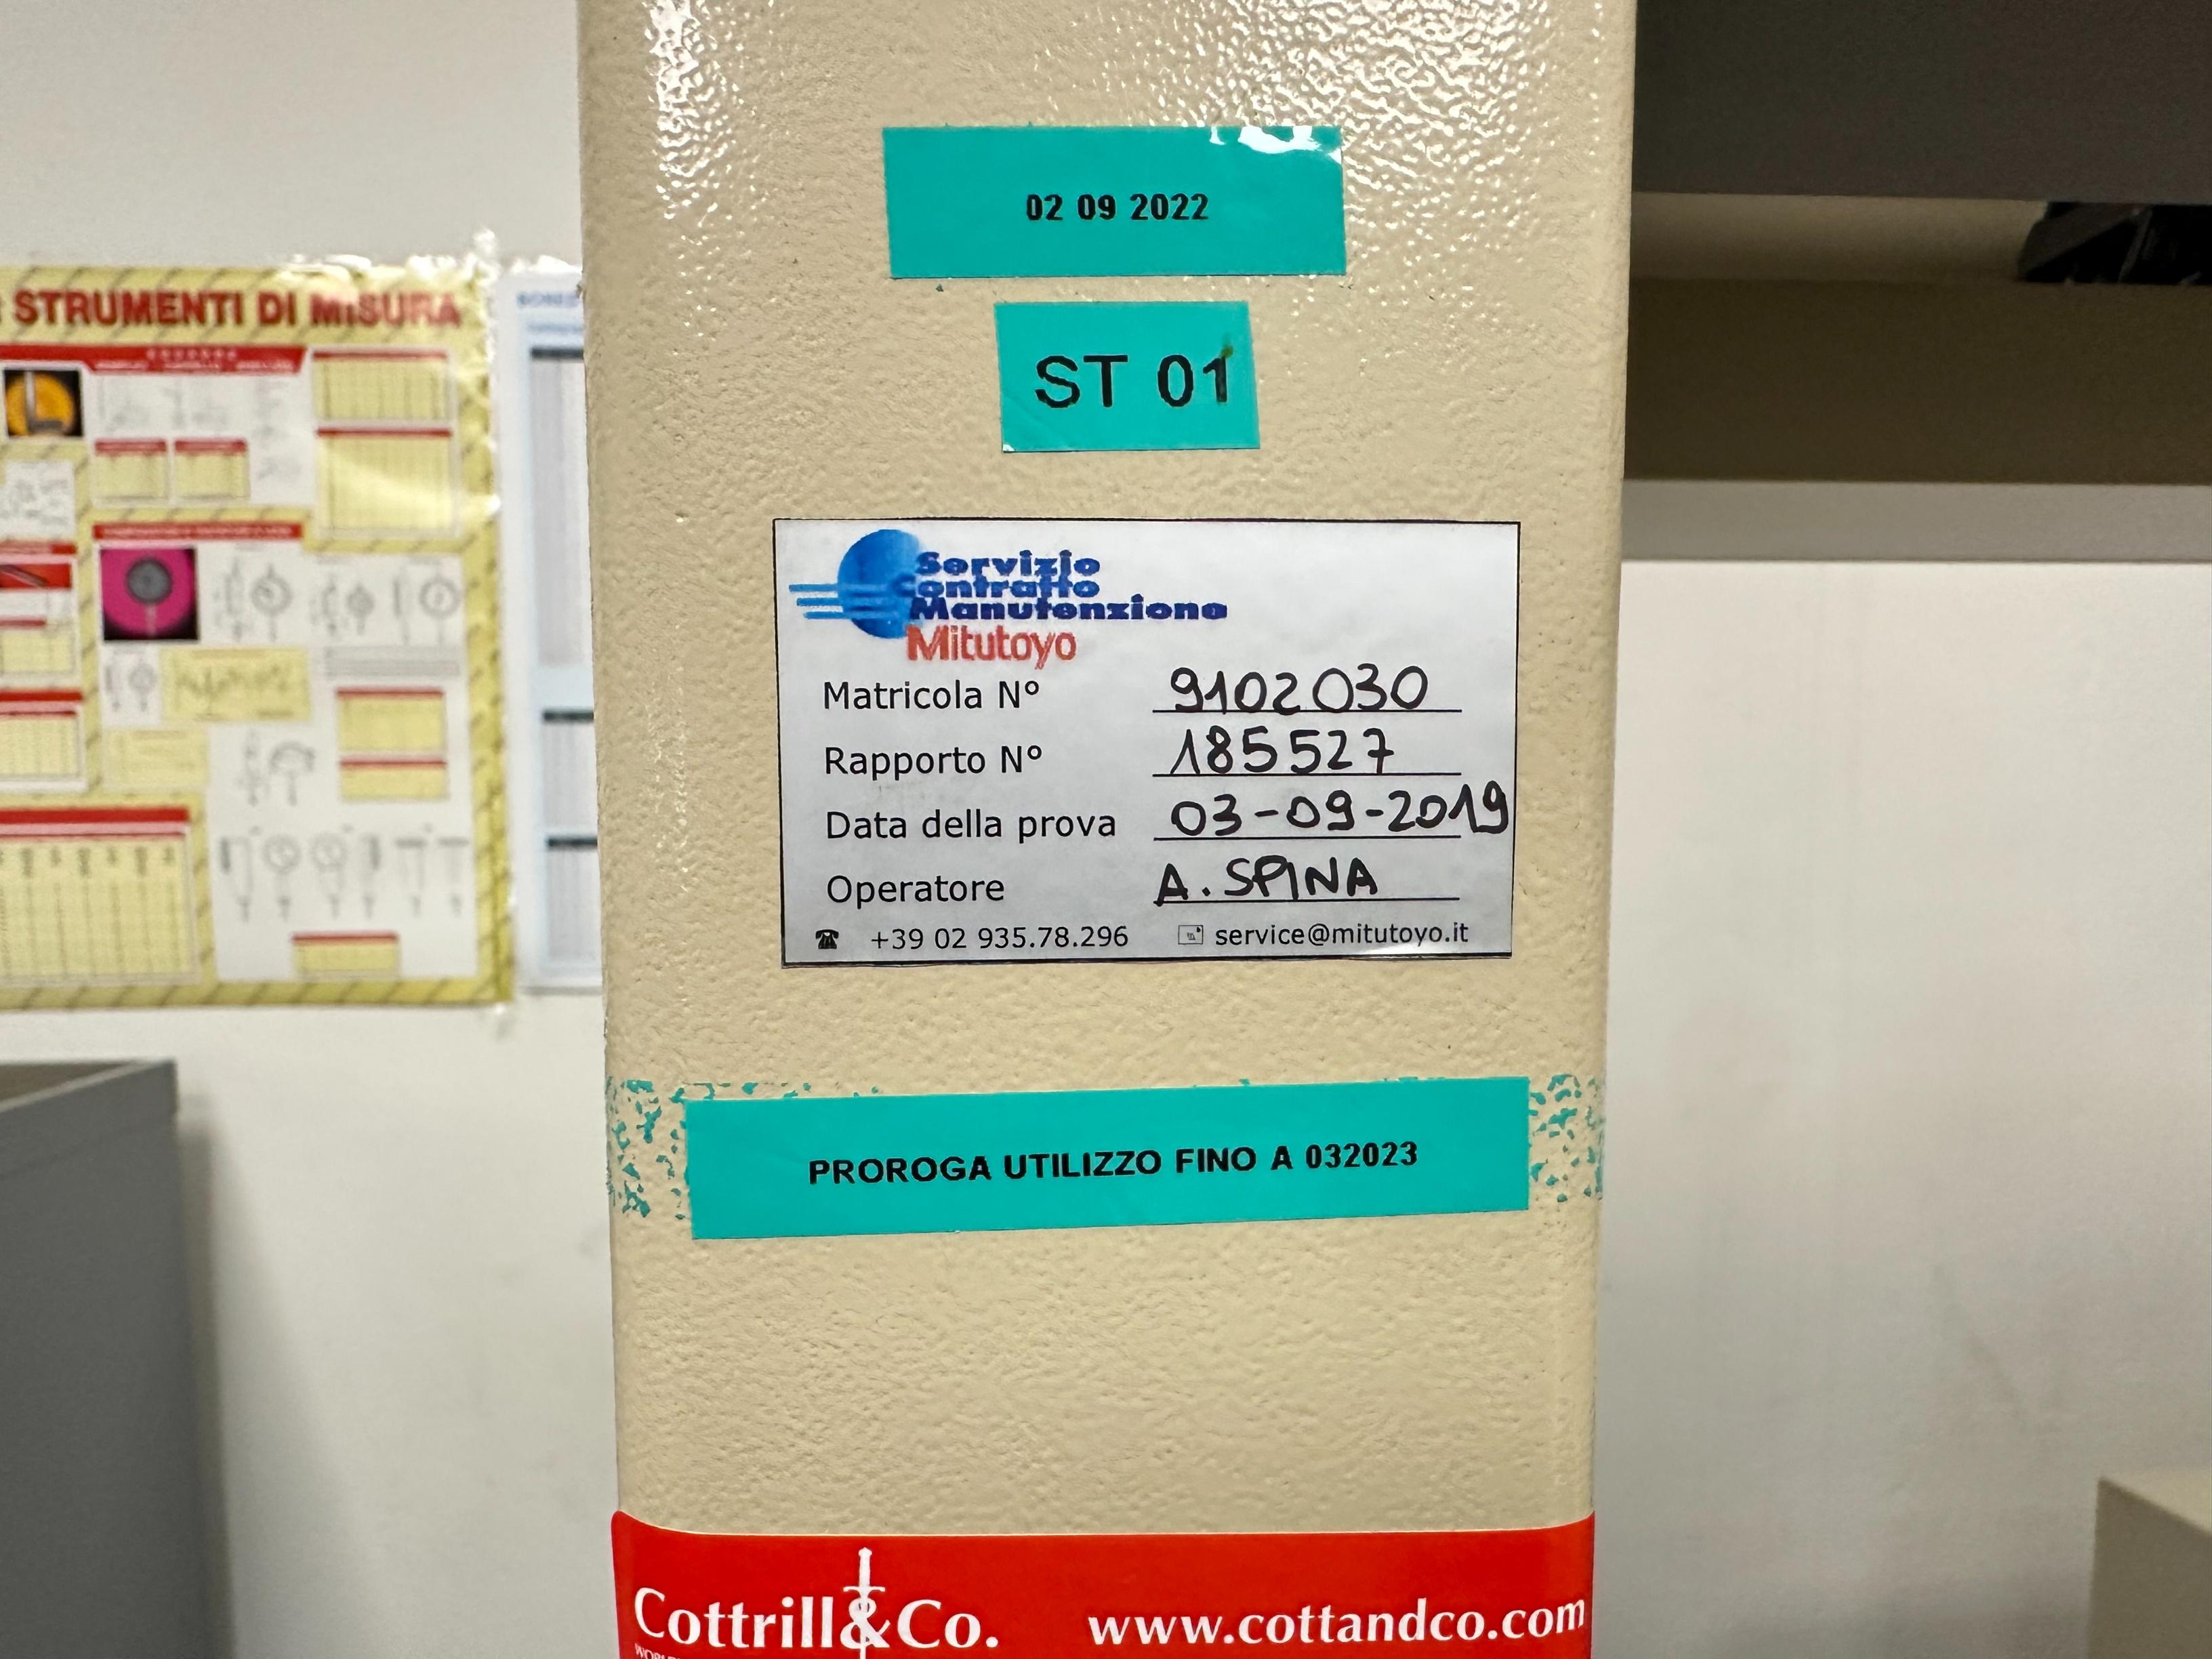 STRUMENTI DI MISURA
02 09 2022
ST 01
Servizio
Contratto
Manutenzione
Mitutoyo
Matricola N° 9102030
Rapporto N° 185527
Data della prova 03-09-2019
Operatore A. SPINA
+39 02 935.78.296 service@mitutoyo.it
PROROGA UTILIZZO FINO A 032023
Cottrill&Co. www.cottandco.com